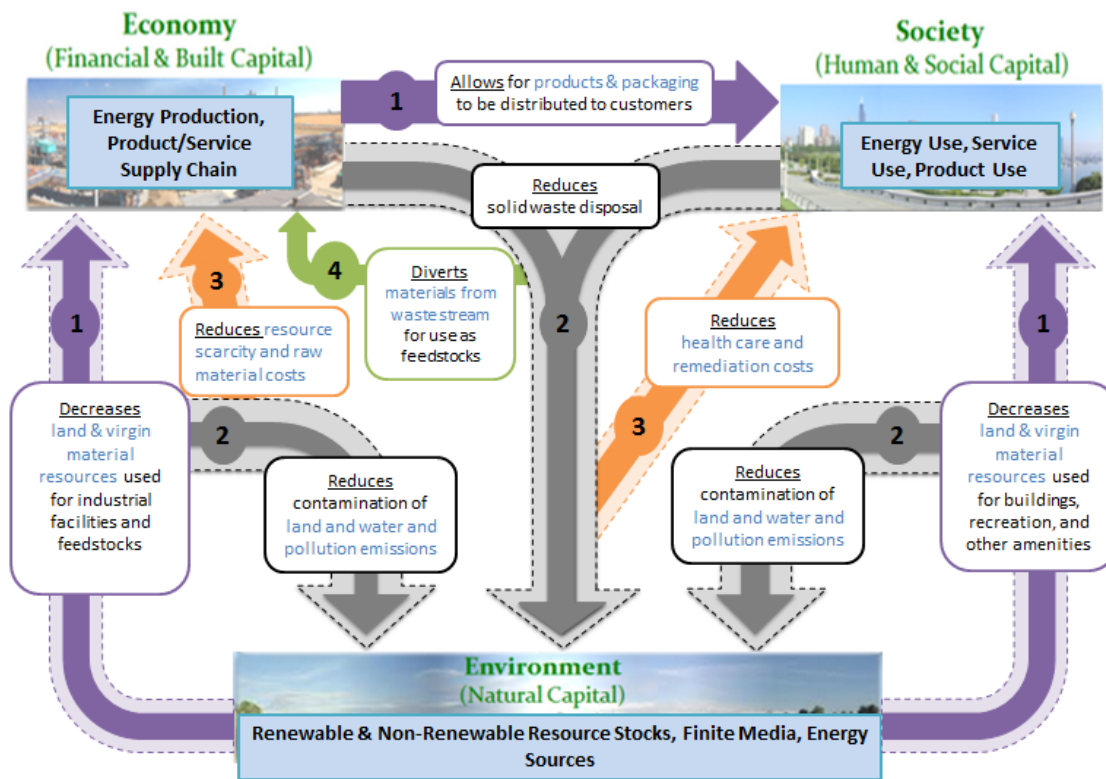 Economy
(Financial & Built Capital)
Society
(Human & Social Capital)
Energy Production,
Product/Service
Supply Chain
1
Allows for products & packaging
to be distributed to customers
Energy Use, Service
Use, Product Use
Reduces
solid waste disposal
4
Diverts
materials from
waste stream
for use as
feedstocks
3
Reduces resource
scarcity and raw
material costs
1
2
Reduces
health care and
remediation costs
3
1
Decreases
land & virgin
material
resources used
for industrial
facilities and
feedstocks
2
Reduces
contamination of
land and water and
pollution emissions
2
Reduces
contamination of
land and water and
pollution emissions
Decreases
land & virgin
material
resources used
for buildings,
recreation, and
other amenities
Environment
(Natural Capital)
Renewable & Non-Renewable Resource Stocks, Finite Media, Energy
Sources